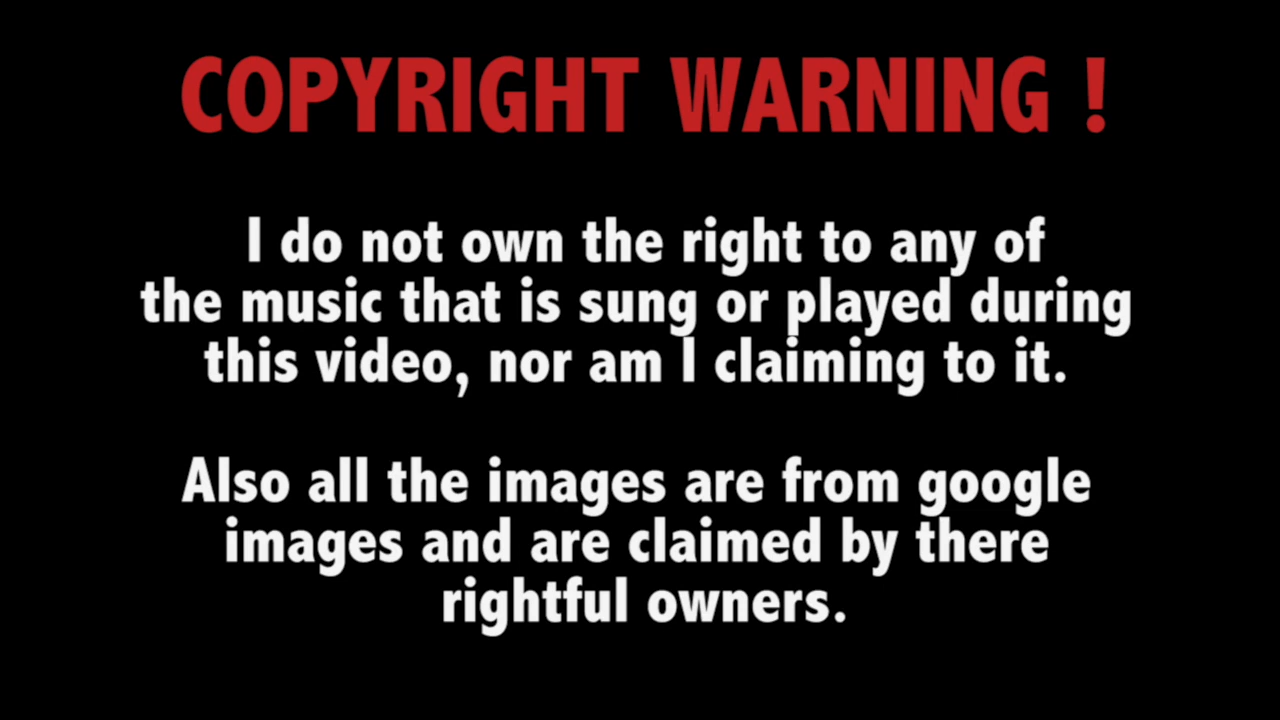 COPYRIGHT WARNING !
I do not own the right to any of
the music that is sung or played during
this video, nor am I claiming to it.
Also all the images are from google
images and are claimed by there
rightful owners.